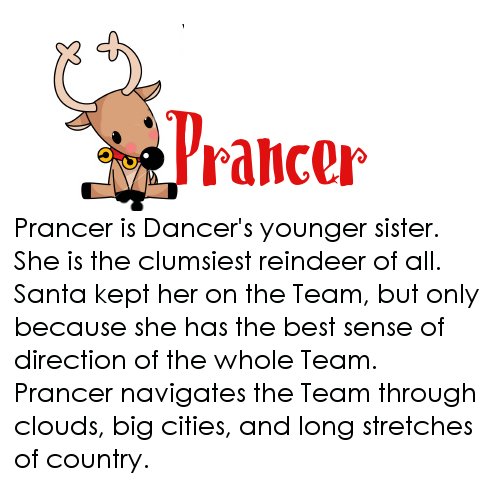 Prancer
Prancer is Dancer's younger sister.
She is the clumsiest reindeer of all.
Santa kept her on the Team, but only
because she has the best sense of
direction of the whole Team.
Prancer navigates the Team through
clouds, big cities, and long stretches
of country.